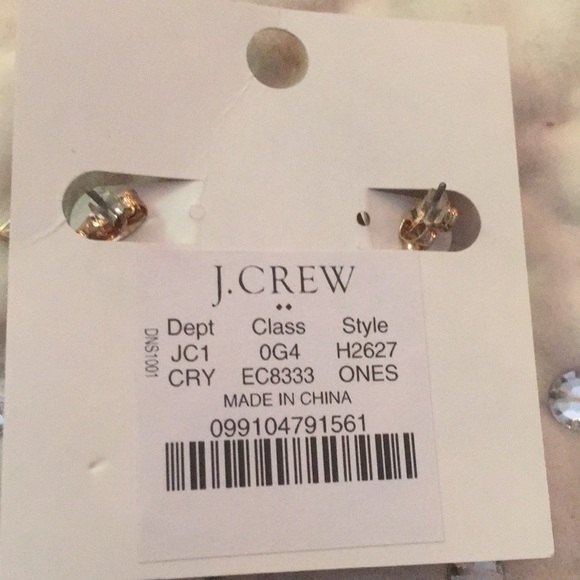 J.CREW
Dept Class Style
JC1 0G4 H2627
CRY EC8333 ONES
MADE IN CHINA
099104791561
DNS1001